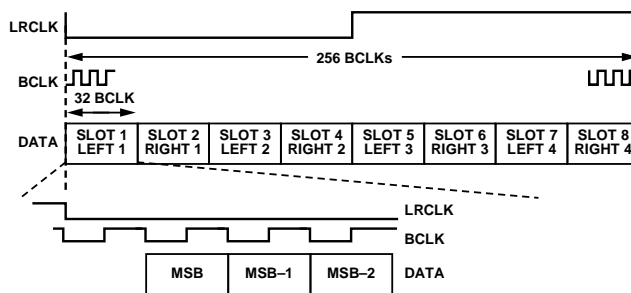 LRCLK
256 BCLKs
BCLK
32 BCLK
DATA
SLOT 1
LEFT 1
SLOT 2
RIGHT 1
SLOT 3
LEFT 2
SLOT 4
RIGHT 2
SLOT 5
LEFT 3
SLOT 6
RIGHT 3
SLOT 7
LEFT 4
SLOT 8
RIGHT 4
LRCLK
BCLK
MSB
MSB–1
MSB–2
DATA